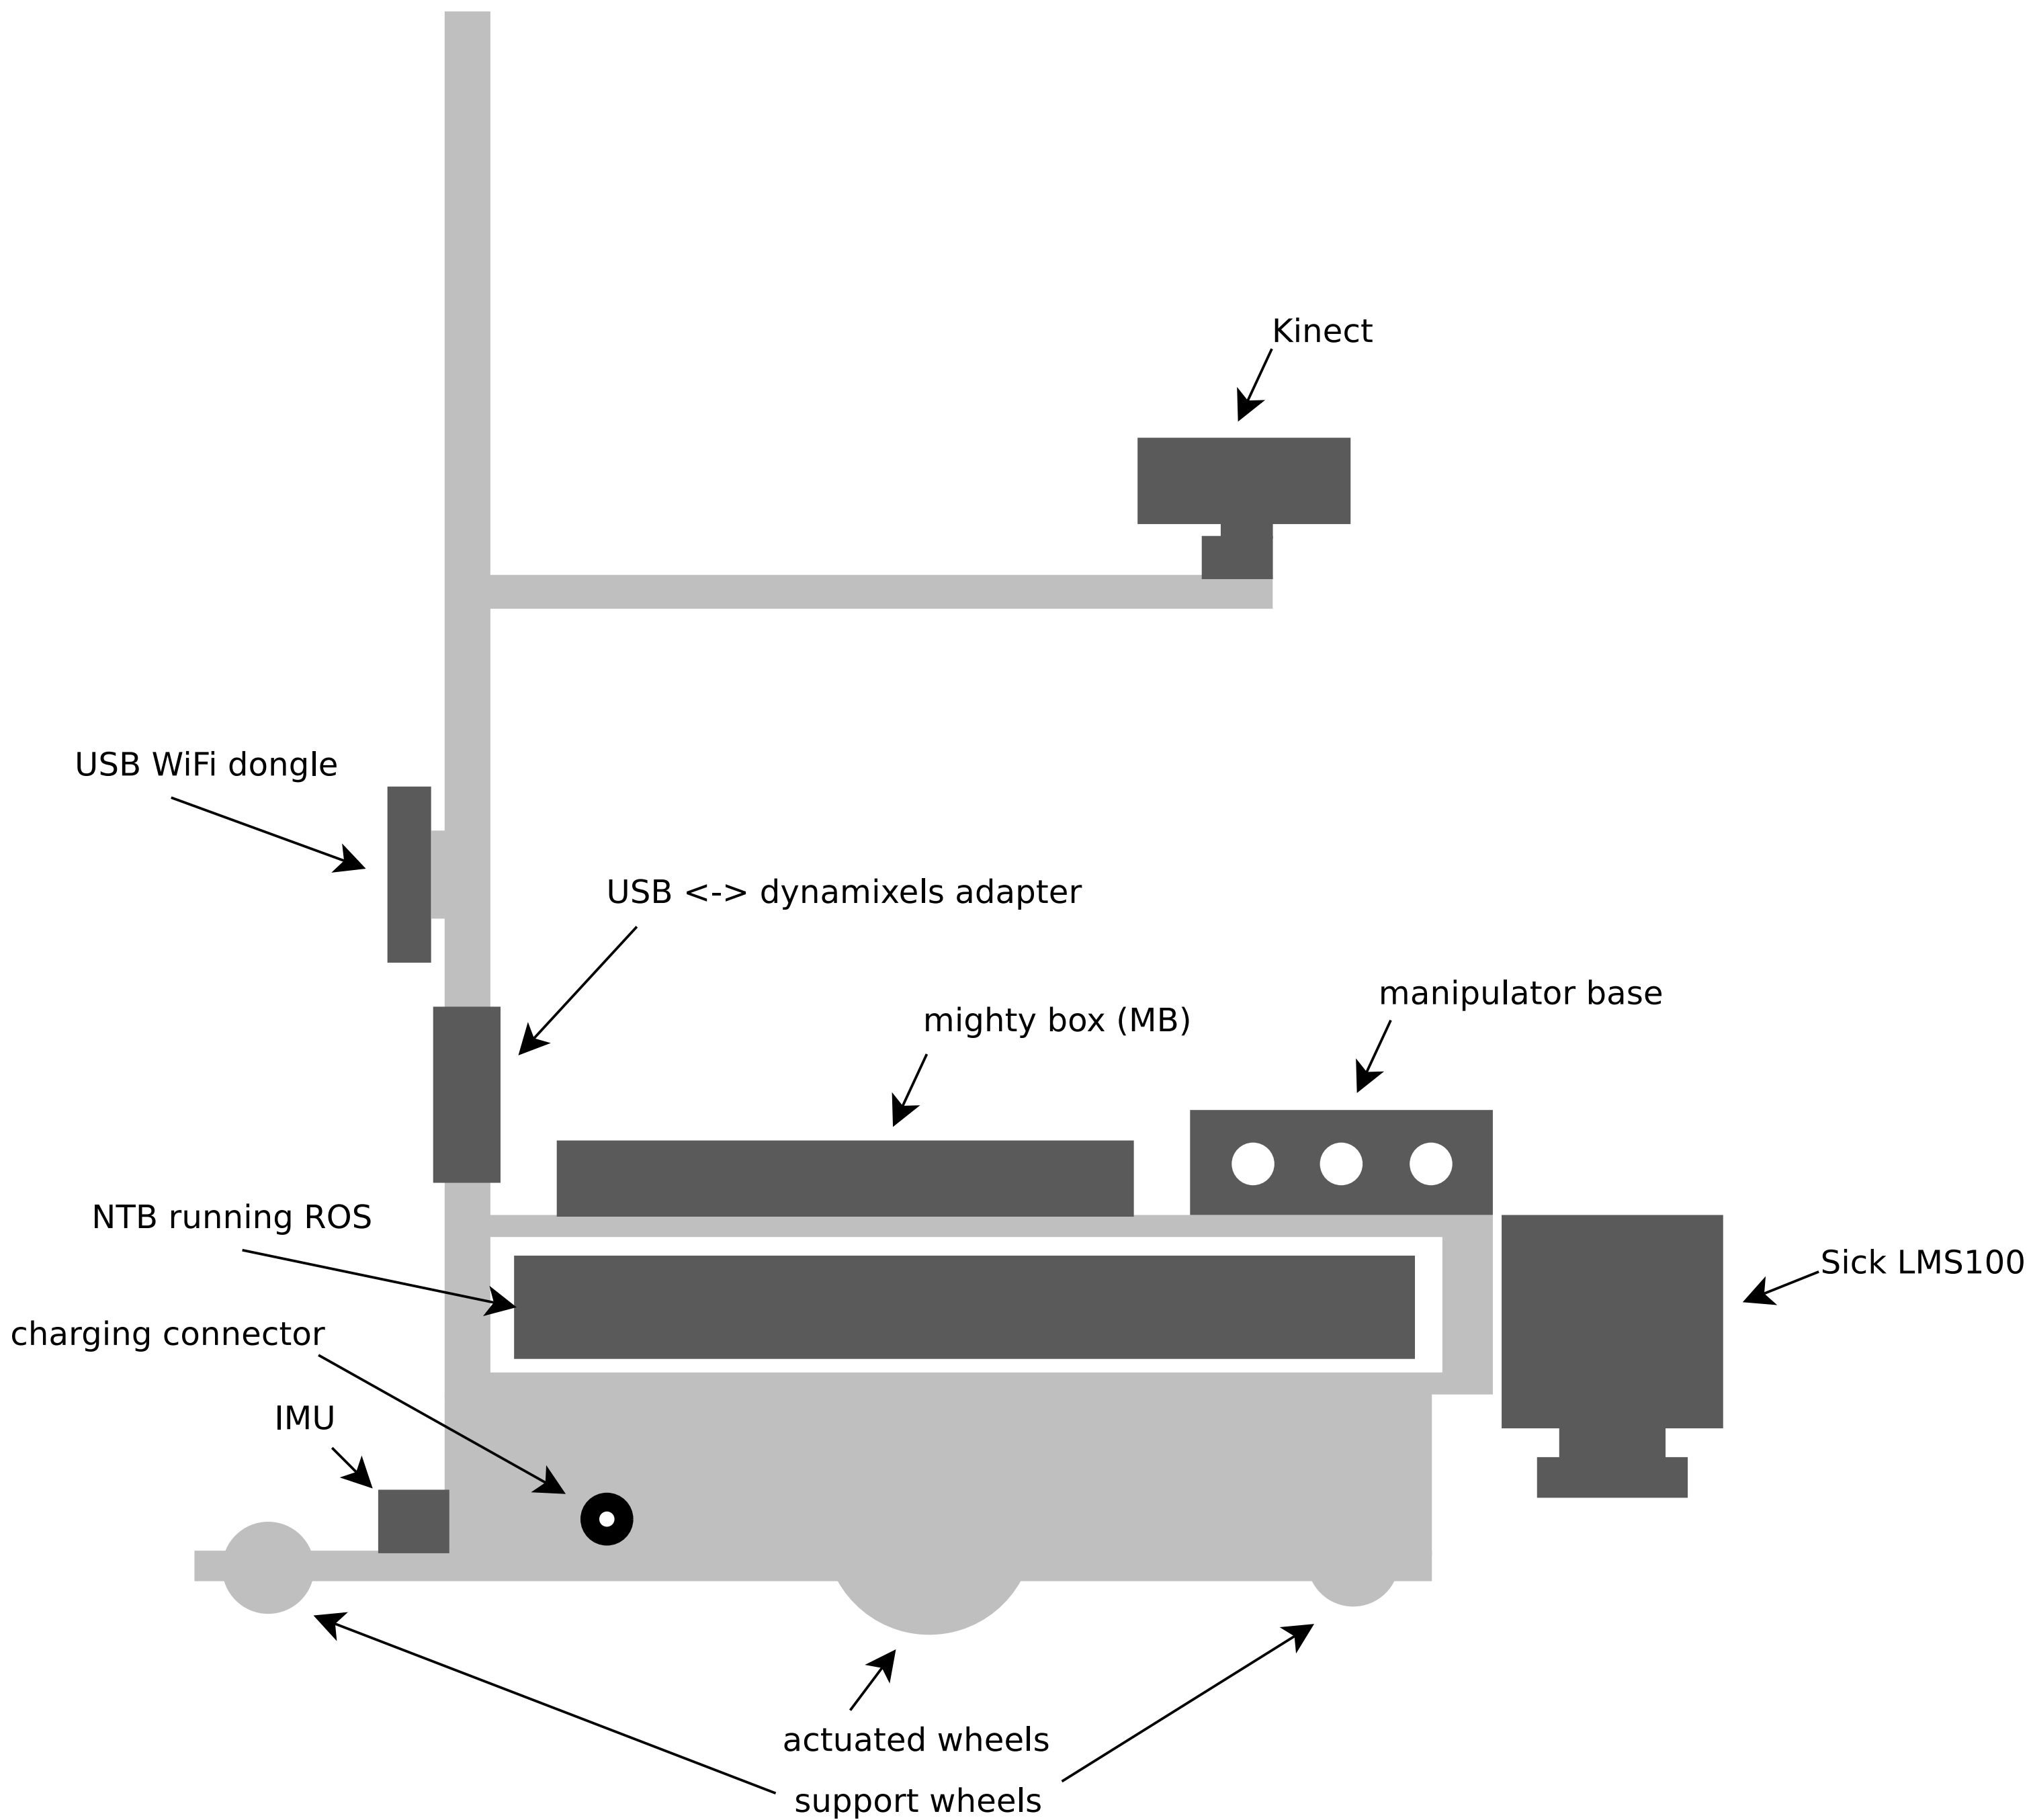 Kinect
USB WiFi dongle
USB <-> dynamixels adapter
manipulator base
mighty box (MB)
NTB running ROS
Sick LMS100
charging connector
IMU
actuated wheels
support wheels